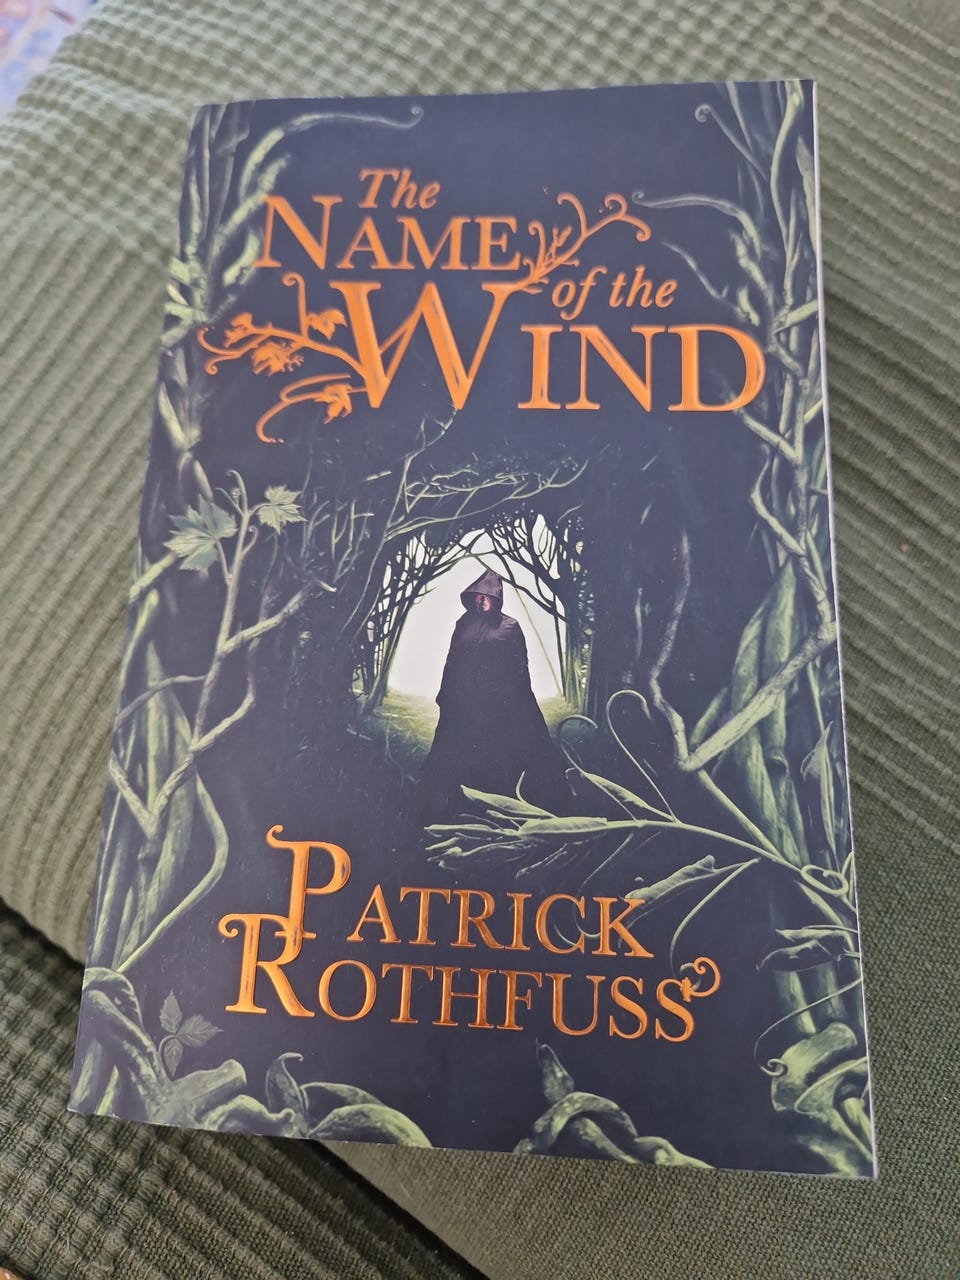 The
NAME
of the
WIND
PATRICK
ROTHFUSS